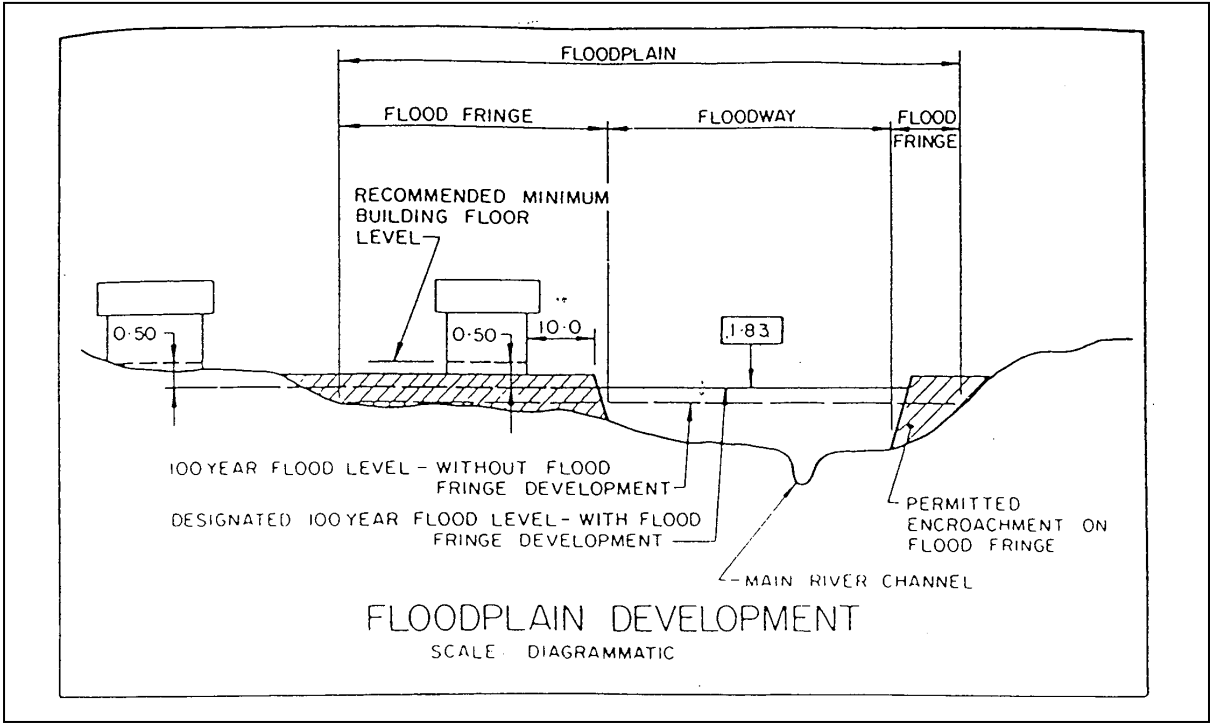 FLOODPLAIN
FLOOD FRINGE
FLOODWAY
FLOOD
FRINGE
RECOMMENDED MINIMUM
BUILDING FLOOR
LEVEL
0·50
0·50
10·0
1·83
100 YEAR FLOOD LEVEL – WITHOUT FLOOD
FRINGE DEVELOPMENT
DESIGNATED 100 YEAR FLOOD LEVEL – WITH FLOOD
FRINGE DEVELOPMENT
PERMITTED
ENCROACHMENT ON
FLOOD FRINGE
MAIN RIVER CHANNEL
FLOODPLAIN DEVELOPMENT
SCALE DIAGRAMMATIC